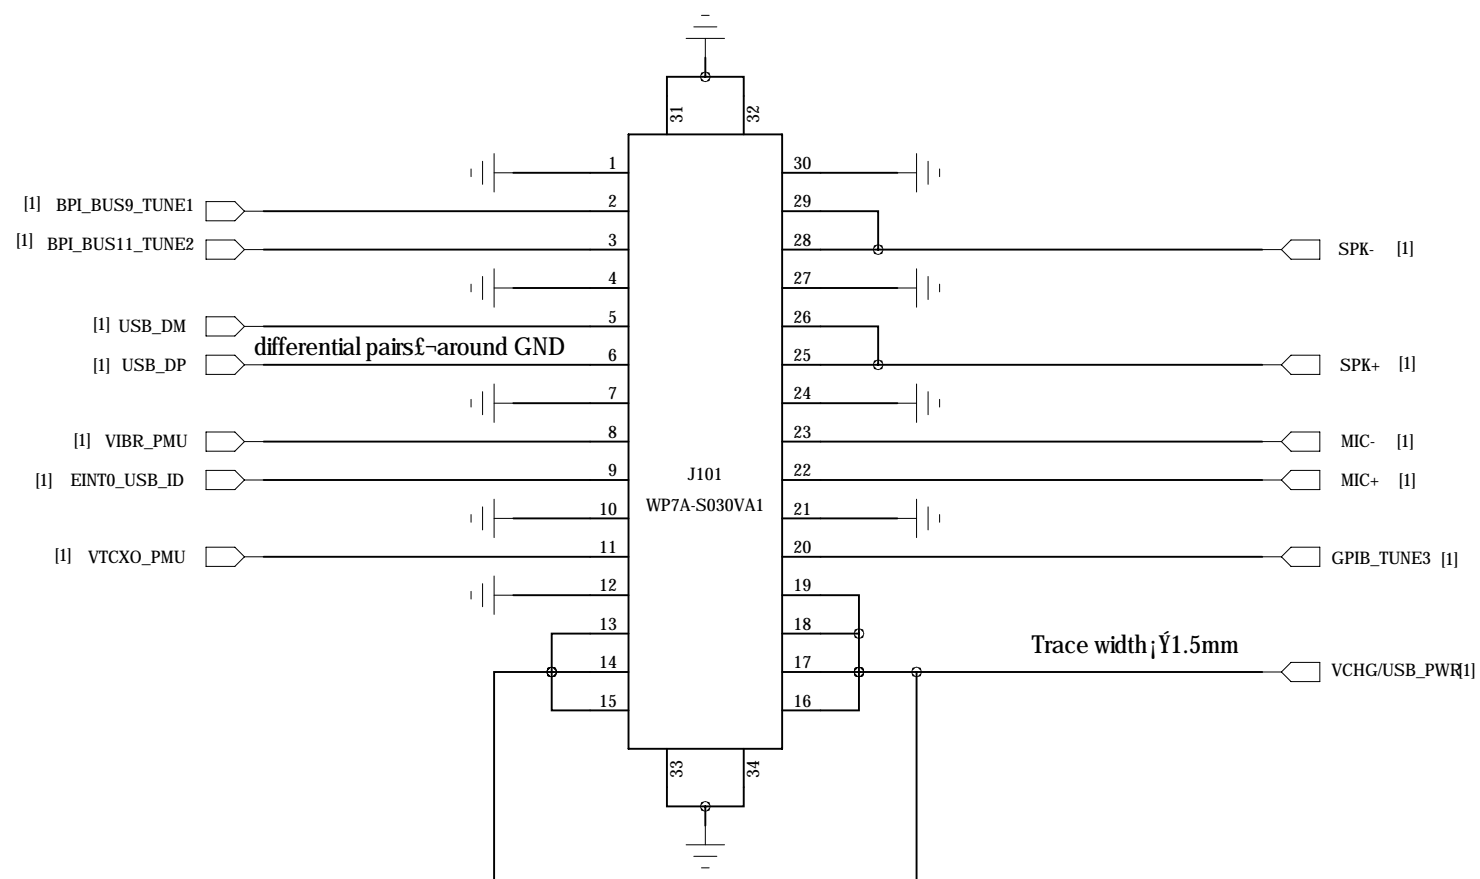 31 32
1 30
[1] BPI_BUS9_TUNE1 2 29
[1] BPI_BUS11_TUNE2 3 28 SPK- [1]
4 27
[1] USB_DM 5 26
differential pairs£¬around GND
[1] USB_DP 6 25 SPK+ [1]
7 24
[1] VIBR_PMU 8 23 MIC- [1]
[1] EINT0_USB_ID 9 22 MIC+ [1]
J101
WP7A-S030VA1
10 21
[1] VTCXO_PMU 11 20 GPIB_TUNE3 [1]
12 19
13 18
Trace width¡Ý1.5mm
14 17 VCHG/USB_PWR[1]
15 16
33 34